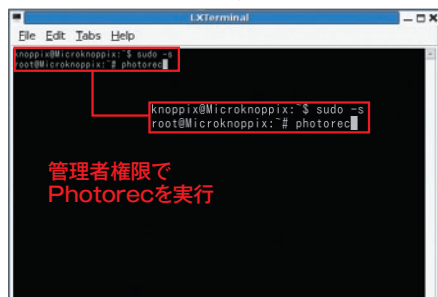 LXTerminal
File Edit Tabs Help
knoppix@Microknoppix:~$ sudo -s
root@Microknoppix:~# photorec
knoppix@Microknoppix:~$ sudo -s
root@Microknoppix:~# photorec
管理者権限で
Photorecを実行